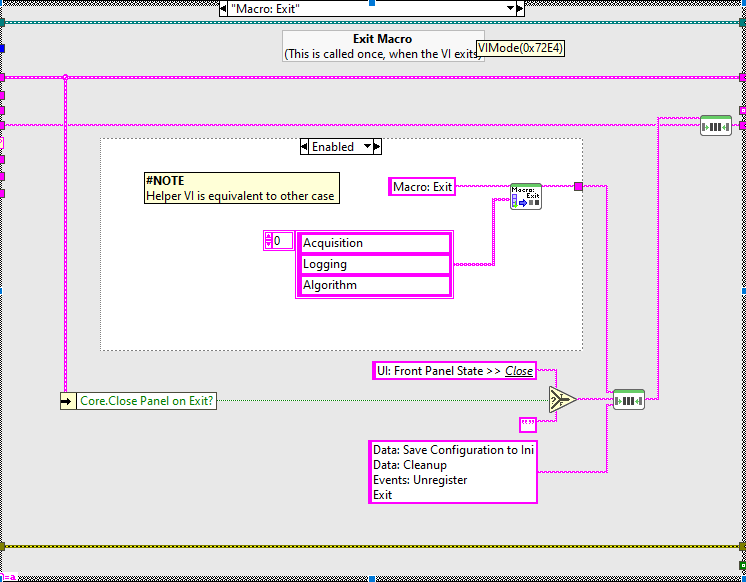 "Macro: Exit"
Exit Macro
(This is called once, when the VI exits)
VIMode(0x72E4)
Enabled
#NOTE
Helper VI is equivalent to other case
Macro: Exit
Macro:
Exit
0
Acquisition
Logging
Algorithm
UI: Front Panel State >> Close
Core.Close Panel on Exit?
?
T
F
""
Data: Save Configuration to Ini
Data: Cleanup
Events: Unregister
Exit
=a